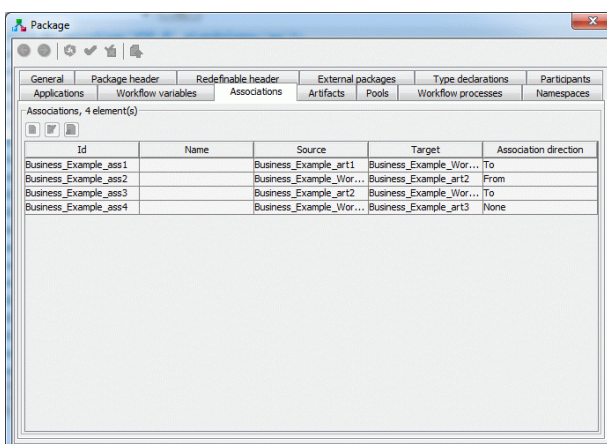 Package
General Package header Redefinable header External packages Type declarations Participants
Applications Workflow variables Associations Artifacts Pools Workflow processes Namespaces
Associations, 4 element(s)
Id Name Source Target Association direction
Business_Example_ass1 Business_Example_art1 Business_Example_Wor... To
Business_Example_ass2 Business_Example_Wor... Business_Example_art2 From
Business_Example_ass3 Business_Example_art2 Business_Example_Wor... To
Business_Example_ass4 Business_Example_Wor... Business_Example_art3 None